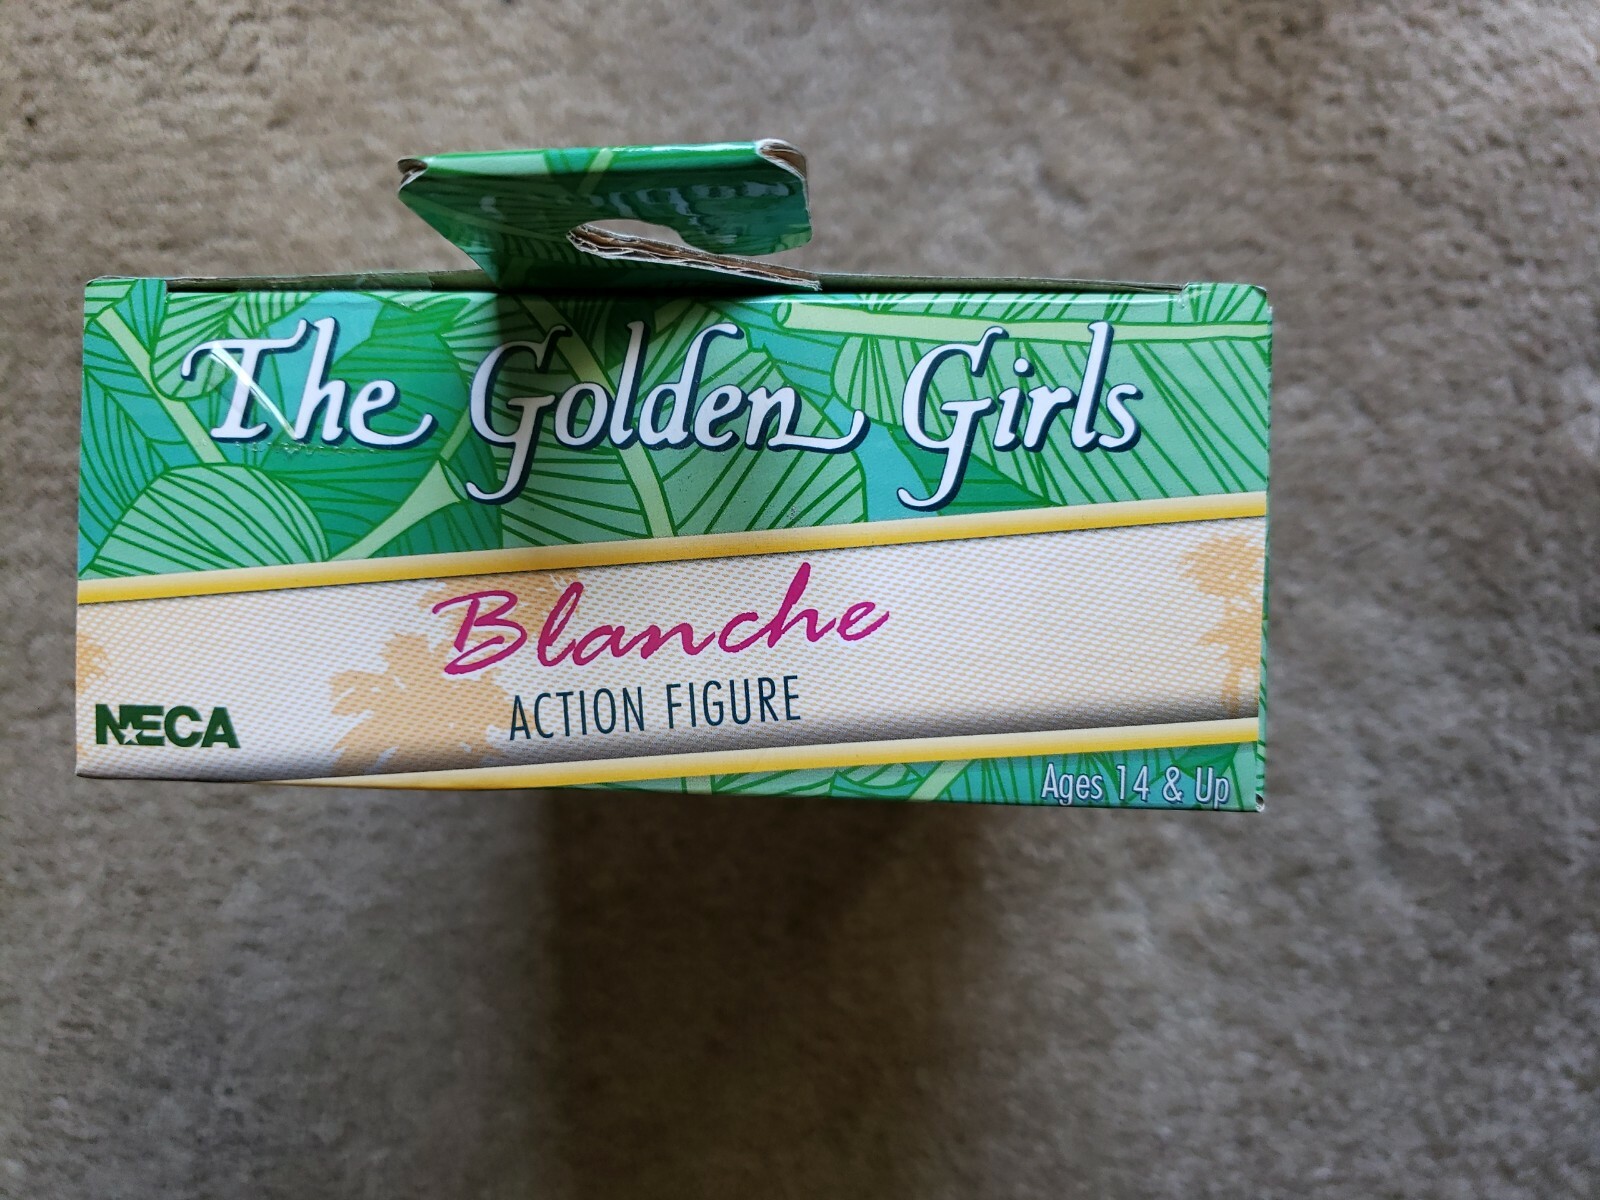 The Golden Girls
Blanche
ACTION FIGURE
NECA
Ages 14 & Up